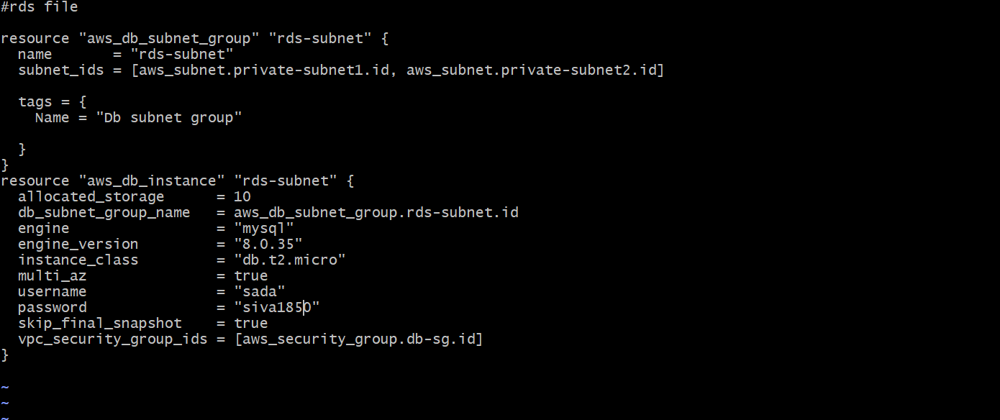 #rds file
resource "aws_db_subnet_group" "rds-subnet" {
  name       = "rds-subnet"
  subnet_ids = [aws_subnet.private-subnet1.id, aws_subnet.private-subnet2.id]
  tags = {
    Name = "Db subnet group"
  }
}
resource "aws_db_instance" "rds-subnet" {
  allocated_storage      = 10
  db_subnet_group_name   = aws_db_subnet_group.rds-subnet.id
  engine                 = "mysql"
  engine_version         = "8.0.35"
  instance_class         = "db.t2.micro"
  multi_az               = true
  username               = "sada"
  password               = "siva1850"
  skip_final_snapshot    = true
  vpc_security_group_ids = [aws_security_group.db-sg.id]
}
~
~
~